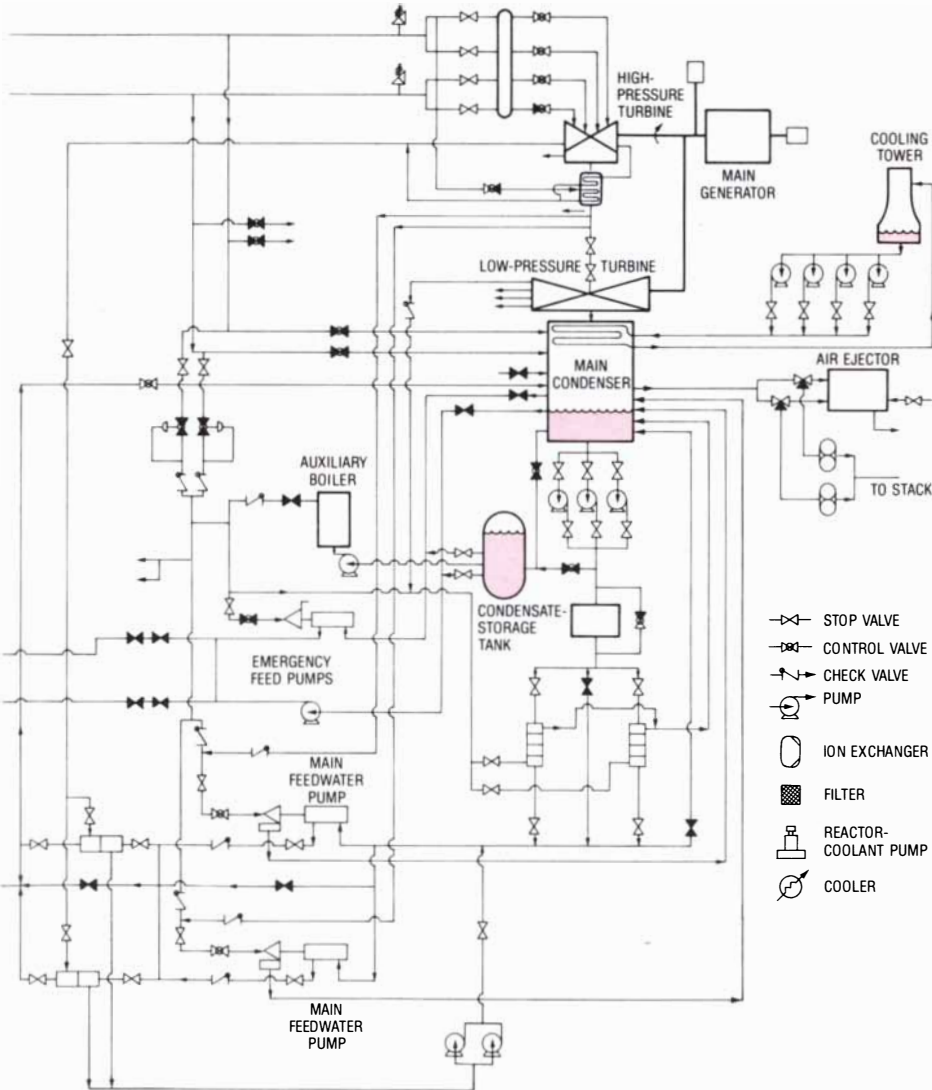 HIGH-
PRESSURE
TURBINE
COOLING
TOWER
MAIN
GENERATOR
LOW-PRESSURE TURBINE
MAIN
CONDENSER
AIR EJECTOR
AUXILIARY
BOILER
TO STACK
CONDENSATE-
STORAGE
TANK
EMERGENCY
FEED PUMPS
MAIN
FEEDWATER
PUMP
MAIN
FEEDWATER
PUMP
STOP VALVE
CONTROL VALVE
CHECK VALVE
PUMP
ION EXCHANGER
FILTER
REACTOR-
COOLANT PUMP
COOLER